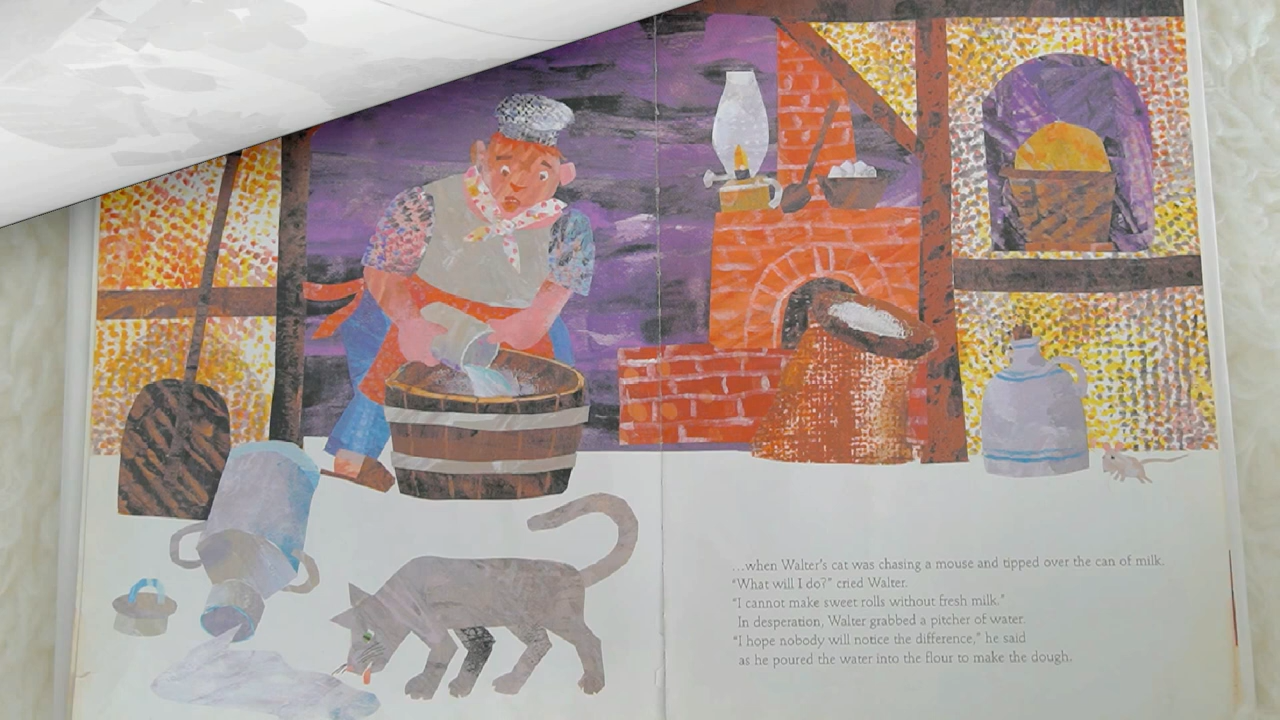 ...when Walter's cat was chasing a mouse and tipped over the can of milk.
"What will I do?" cried Walter.
"I cannot make sweet rolls without fresh milk."
In desperation, Walter grabbed a pitcher of water.
"I hope nobody will notice the difference," he said
as he poured the water into the flour to make the dough.